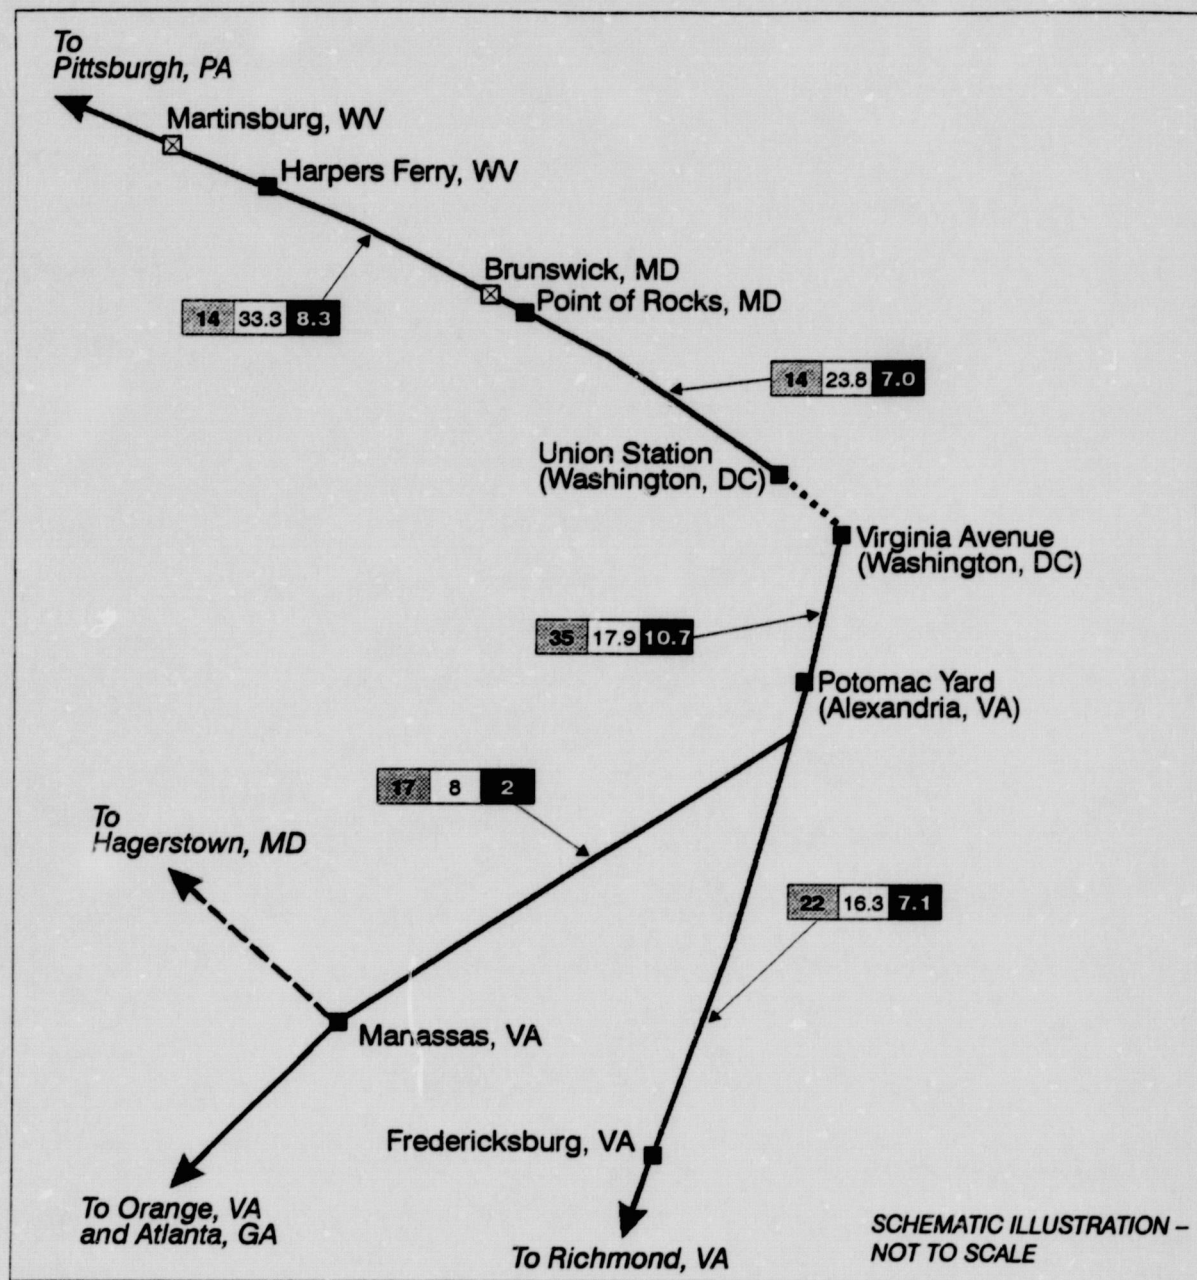 To
Pittsburgh, PA
Martinsburg, WV
Harpers Ferry, WV
Brunswick, MD
Point of Rocks, MD
14 33.3 8.3
14 23.8 7.0
Union Station
(Washington, DC)
Virginia Avenue
(Washington, DC)
35 17.9 10.7
Potomac Yard
(Alexandria, VA)
17 8 2
To
Hagerstown, MD
22 16.3 7.1
Manassas, VA
Fredericksburg, VA
To Orange, VA
and Atlanta, GA
To Richmond, VA
SCHEMATIC ILLUSTRATION –
NOT TO SCALE